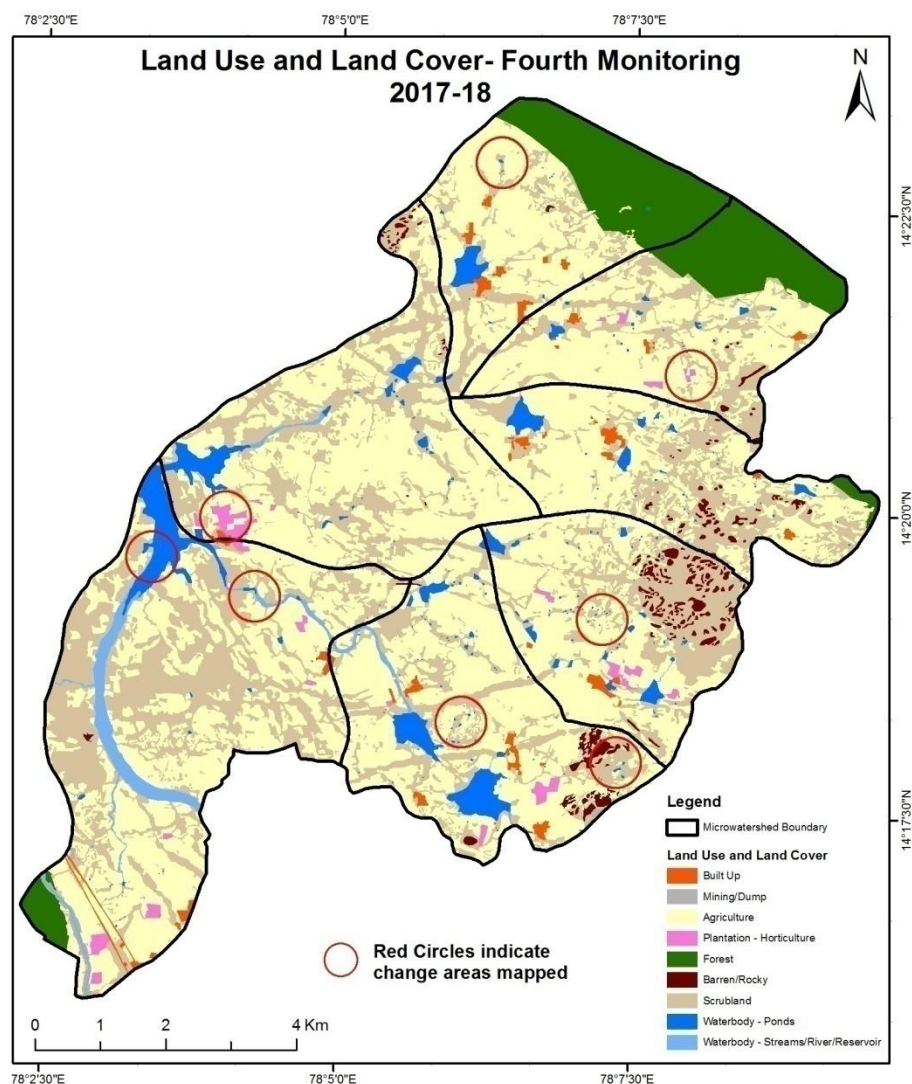 78°2'30"E 78°5'0"E 78°7'30"E
Land Use and Land Cover- Fourth Monitoring
2017-18
N
14°22'30"N
14°20'0"N
14°17'30"N
Legend
Microwatershed Boundary
Land Use and Land Cover
Built Up
Mining/Dump
Agriculture
Plantation - Horticulture
Forest
Barren/Rocky
Scrubland
Waterbody - Ponds
Waterbody - Streams/River/Reservoir
Red Circles indicate
change areas mapped
0 1 2 4 Km
78°2'30"E 78°5'0"E 78°7'30"E